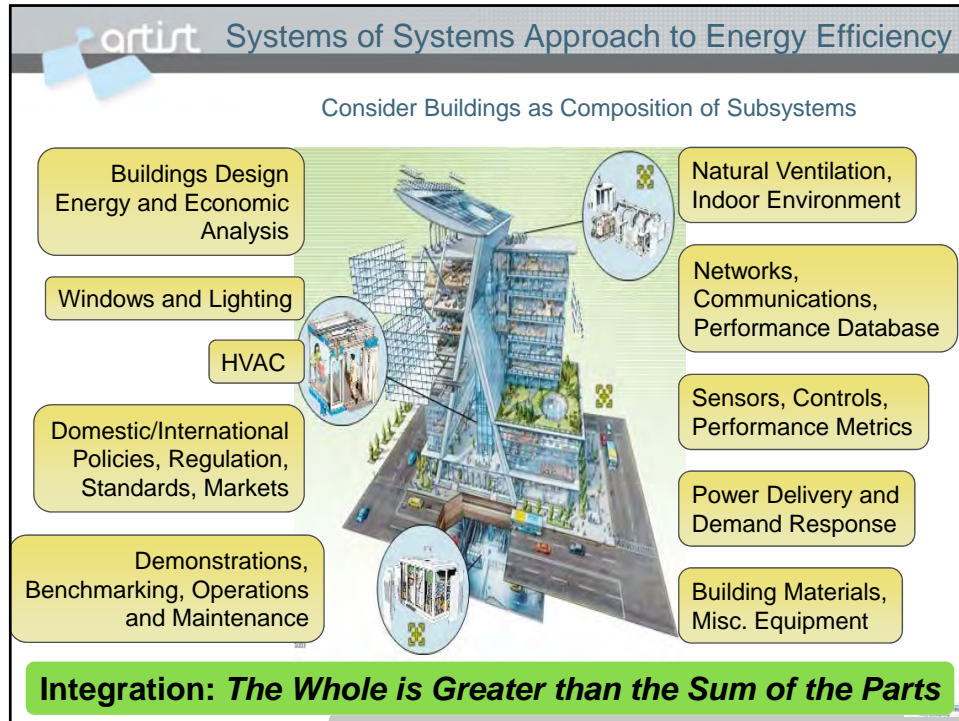 artist
Systems of Systems Approach to Energy Efficiency
Consider Buildings as Composition of Subsystems
Buildings Design
Energy and Economic
Analysis
Windows and Lighting
HVAC
Domestic/International
Policies, Regulation,
Standards, Markets
Demonstrations,
Benchmarking, Operations
and Maintenance
Natural Ventilation,
Indoor Environment
Networks,
Communications,
Performance Database
Sensors, Controls,
Performance Metrics
Power Delivery and
Demand Response
Building Materials,
Misc. Equipment
Integration: The Whole is Greater than the Sum of the Parts